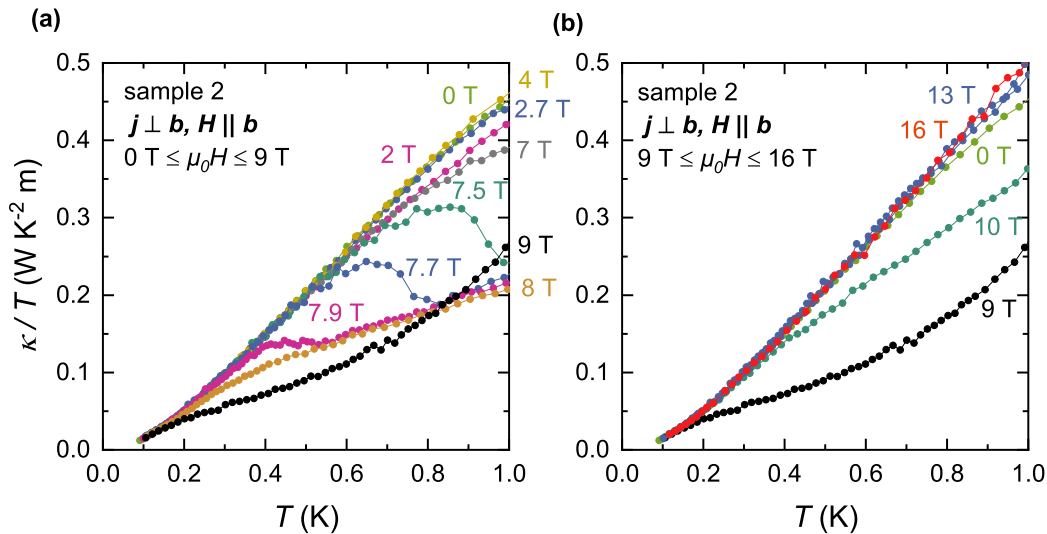 (a)
(b)
κ / T (W K⁻² m)
0.5
0.4
0.3
0.2
0.1
0.0
sample 2
j ⊥ b, H || b
0 T ≤ μ₀H ≤ 9 T
0 T
4 T
2.7 T
2 T
7 T
7.5 T
9 T
7.7 T
8 T
7.9 T
0.0 0.2 0.4 0.6 0.8 1.0
T (K)
0.5
0.4
0.3
0.2
0.1
0.0
sample 2
j ⊥ b, H || b
9 T ≤ μ₀H ≤ 16 T
13 T
16 T
0 T
10 T
9 T
0.0 0.2 0.4 0.6 0.8 1.0
T (K)